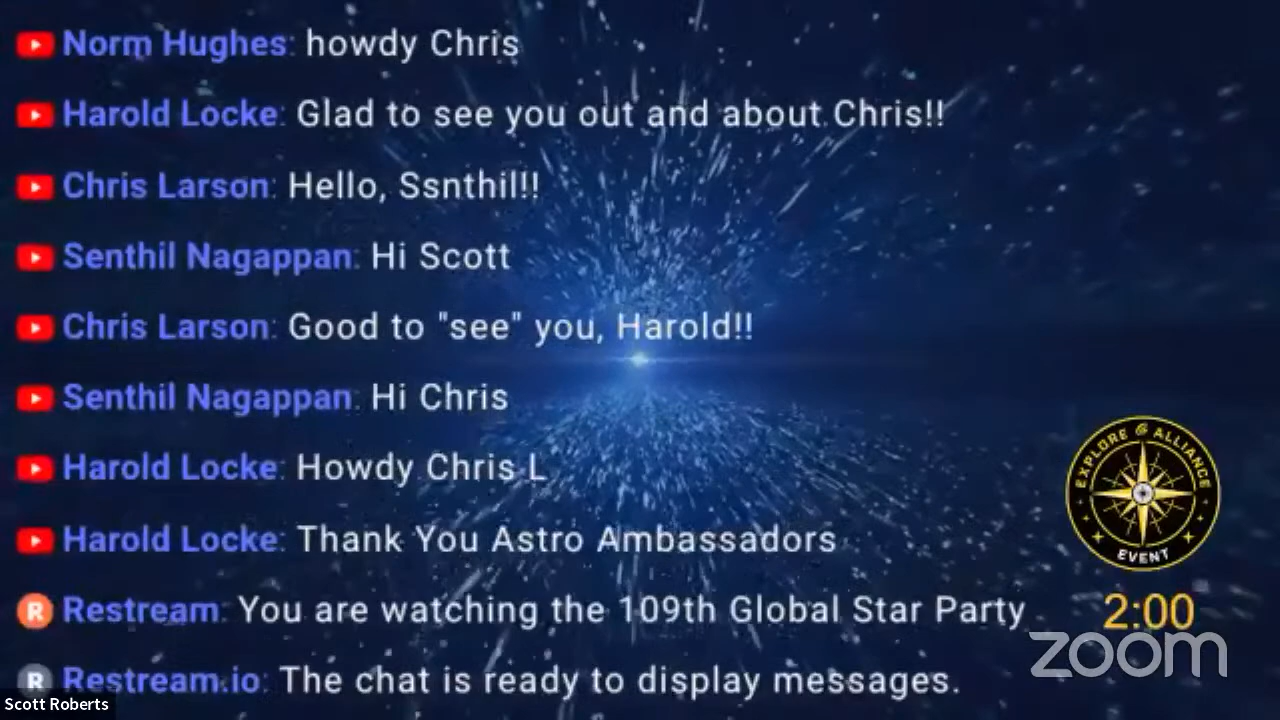 Norm Hughes: howdy Chris
Harold Locke: Glad to see you out and about Chris!!
Chris Larson: Hello, Ssnthil!!
Senthil Nagappan: Hi Scott
Chris Larson: Good to "see" you, Harold!!
Senthil Nagappan: Hi Chris
Harold Locke: Howdy Chris L
Harold Locke: Thank You Astro Ambassadors
R Restream: You are watching the 109th Global Star Party
R Restream.io: The chat is ready to display messages.
EXPLORE ALLIANCE
EVENT
2:00
zoom
Scott Roberts